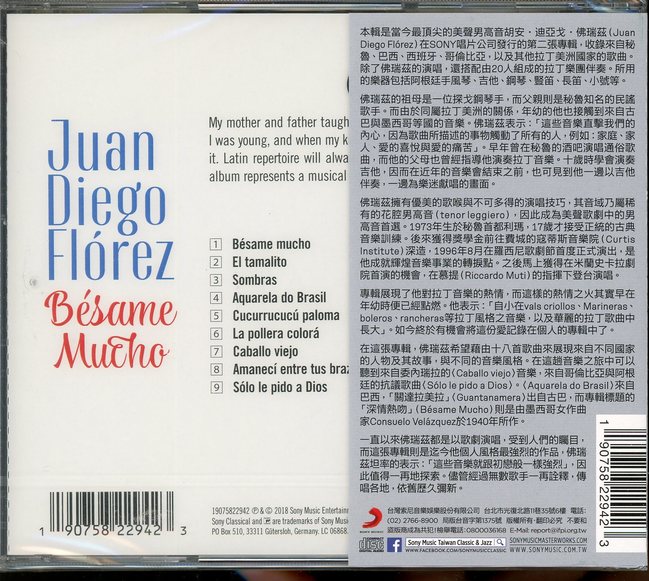 Juan
Diego
Flórez
Bésame
Mucho
My mother and father taugh
I was young, and when my k
it. Latin repertoire will alwa
album represents a musical
1 Bésame mucho
2 El tamalito
3 Sombras
4 Aquarela do Brasil
5 Cucurrucucú paloma
6 La pollera colorá
7 Caballo viejo
8 Amanecí entre tus braz
9 Sólo le pido a Dios
1 90758 22942 3
19075822942 Ⓟ & © 2018 Sony Music Entertain
Sony Classical and are trademarks of Sony Mus
PO Box 510, 33311 Gütersloh, Germany. LC 06868.
本輯是當今最頂尖的美聲男高音胡安．迪亞戈．佛瑞茲(Juan
Diego Flórez)在SONY唱片公司發行的第二張專輯，收錄來自秘
魯、巴西、西班牙、哥倫比亞，以及其他拉丁美洲國家的歌曲。
除了佛瑞茲的演唱，還搭配由20人組成的拉丁樂團伴奏。所用
的樂器包括阿根廷手風琴、吉他、鋼琴、豎笛、長笛、小號等。
佛瑞茲的祖母是一位探戈鋼琴手，而父親則是秘魯知名的民謠
歌手。而由於同屬拉丁美洲的關係，年幼的他也接觸到來自古
巴與墨西哥等國的音樂。佛瑞茲表示：「這些音樂直擊我們的
內心，因為歌曲所描述的事物觸動了所有的人，例如：家庭、家
人、愛的喜悅與愛的痛苦」。早年曾在秘魯的酒吧演唱通俗歌
曲，而他的父母也曾經指導他演奏拉丁音樂。十歲時學會演奏
吉他，因而在近年的音樂會結束之前，也可見到他一邊以吉他
伴奏，一邊為樂迷獻唱的畫面。
佛瑞茲擁有優美的歌喉與不可多得的演唱技巧，其音域乃屬稀
有的花腔男高音(tenor leggiero)，因此成為美聲歌劇中的男
高音首選。1973年生於秘魯首都利瑪，17歲才接受正統的古典
音樂訓練。後來獲得獎學金前往費城的寇蒂斯音樂院(Curtis
Institute)深造，1996年8月在羅西尼歌劇節首度正式演出，是
他成就輝煌音樂事業的轉捩點。之後馬上獲得在米蘭史卡拉劇
院首演的機會，在慕提(Riccardo Muti)的指揮下登台演唱。
專輯展現了他對拉丁音樂的熱情，而這樣的熱情之火其實早在
年幼時便已經點燃。他表示：「自小在vals criollos、Marineras、
boleros、rancheras等拉丁風格之音樂，以及華麗的拉丁歌曲中
長大」。如今終於有機會將這份愛記錄在個人的專輯中了。
在這張專輯，佛瑞茲希望藉由十八首歌曲來展現來自不同國家
的人物及其故事，與不同的音樂風格。在這趟音樂之旅中可以
聽到來自委內瑞拉的(Caballo viejo)音樂，來自哥倫比亞與阿根
廷的抗議歌曲(Sólo le pido a Dios)。(Aquarela do Brasil)來自
巴西，「關達拉美拉」(Guantanamera)出自古巴，而專輯標題的
「深情熱吻」(Bésame Mucho)則是由墨西哥女作曲
家Consuelo Velázquez於1940年所作。
一直以來佛瑞茲都是以歌劇演唱，受到人們的矚目，
而這張專輯則是迄今他個人風格最強烈的作品，佛瑞
茲坦率的表示：「這些音樂就跟初戀般一樣強烈」，因
此值得一再地探索。儘管經過無數歌手一再詮釋，傳
唱各地，依舊歷久彌新。
台灣索尼音樂娛樂股份有限公司 台北市光復北路11巷35號6樓 電話:
(02) 2766-8900 局版台音字第1375號 版權所有‧翻印必究 不要和
盜版商成為共犯!檢舉電話:0800036168 E-Mail: report@ifpi.org.tw
Sony Music Taiwan Classic & Jazz
SONYMUSICMASTERWORKS.COM
WWW.FACEBOOK.COM/SONYMUSICCLASSIC
WWW.SONYMUSIC.COM.TW
1 90758 22942 3